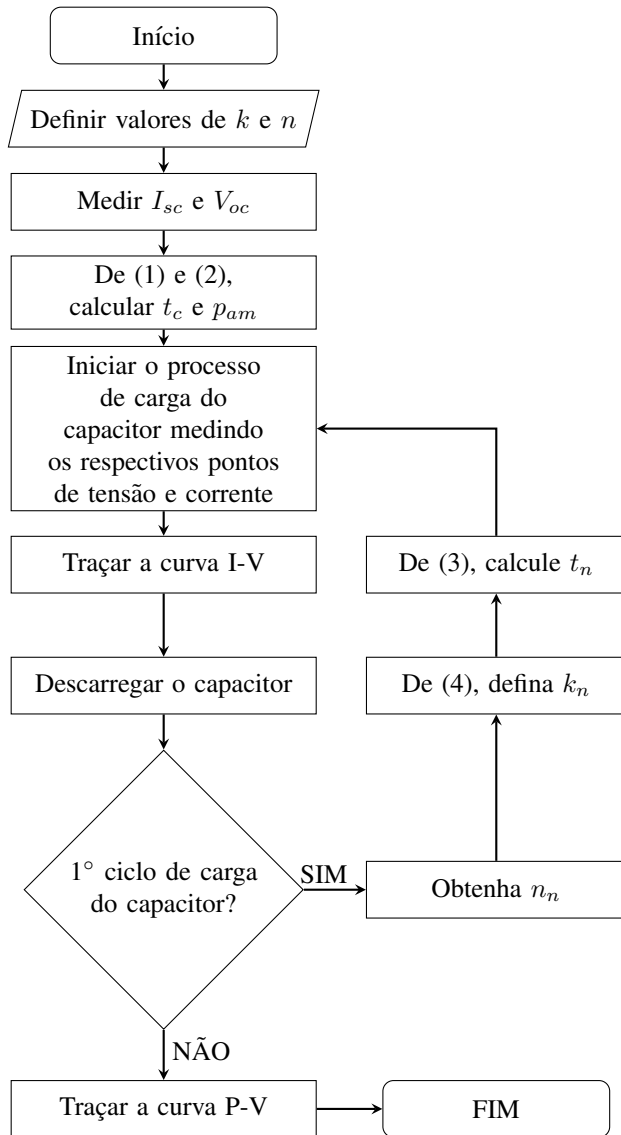 Início
Definir valores de k e n
Medir I_sc e V_oc
De (1) e (2),
calcular t_c e p_am
Iniciar o processo
de carga do
capacitor medindo
os respectivos pontos
de tensão e corrente
Traçar a curva I-V
De (3), calcule t_n
Descarregar o capacitor
De (4), defina k_n
1° ciclo de carga
do capacitor?
SIM
Obtenha n_n
NÃO
Traçar a curva P-V
FIM